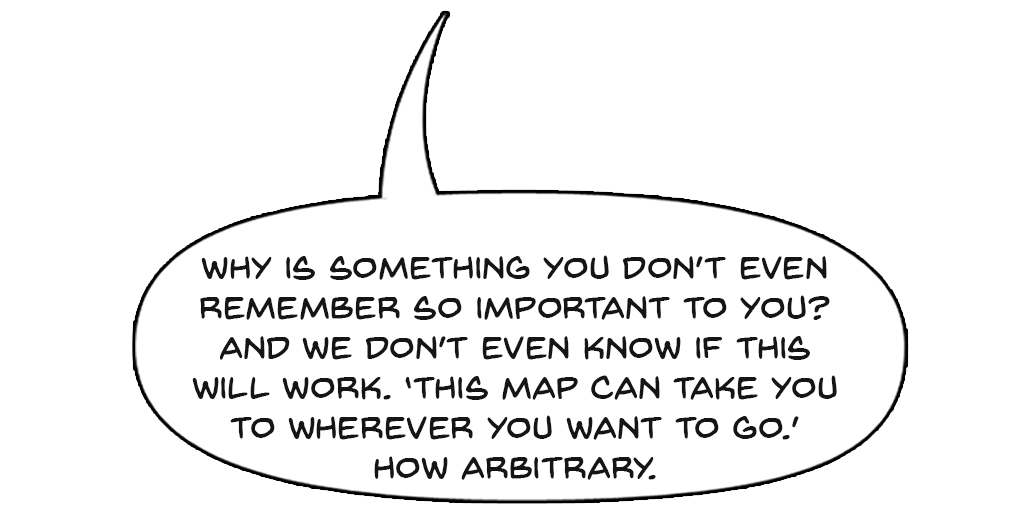 WHY IS SOMETHING YOU DON'T EVEN
REMEMBER SO IMPORTANT TO YOU?
AND WE DON'T EVEN KNOW IF THIS
WILL WORK. 'THIS MAP CAN TAKE YOU
TO WHEREVER YOU WANT TO GO.'
HOW ARBITRARY.